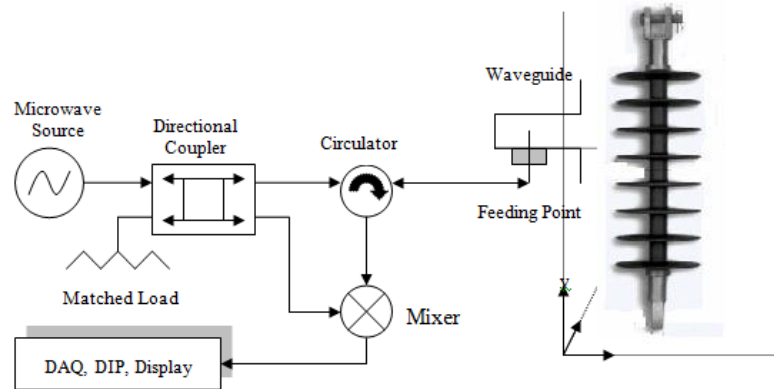 Microwave
Source
Directional
Coupler
Circulator
Waveguide
Feeding Point
Matched Load
Mixer
DAQ, DIP, Display